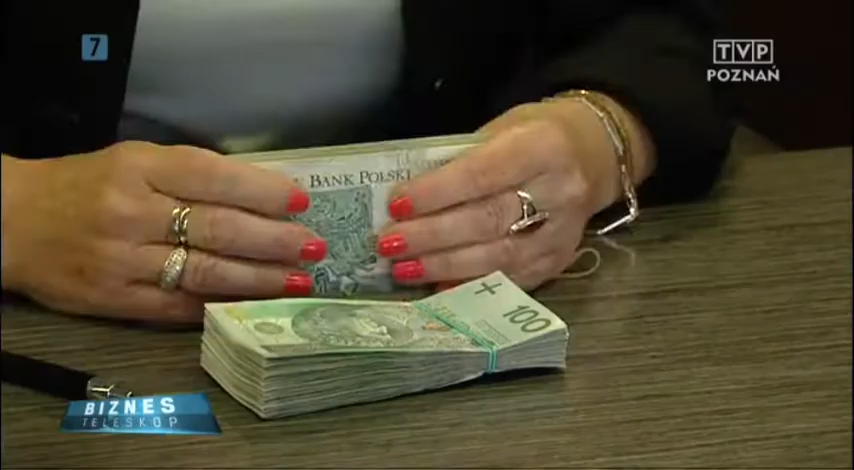 7
TVP
POZNAŃ
BANK POLSKI
100
BIZNES
TELESKOP